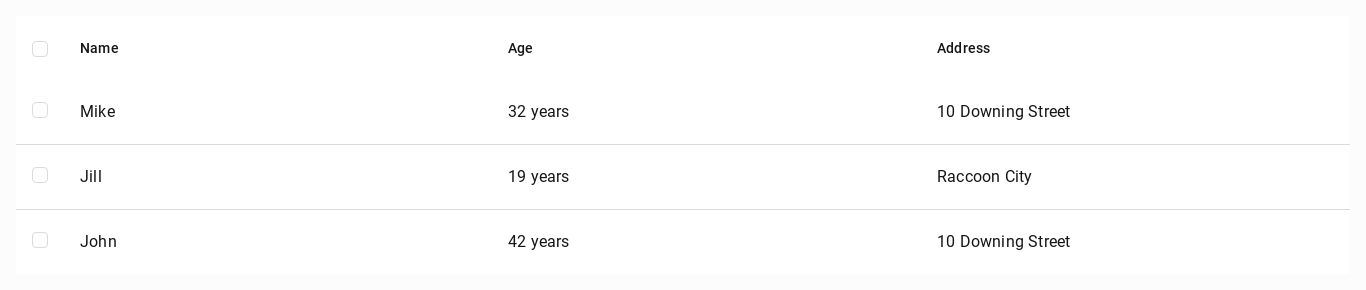 Name Age Address
Mike 32 years 10 Downing Street
Jill 19 years Raccoon City
John 42 years 10 Downing Street